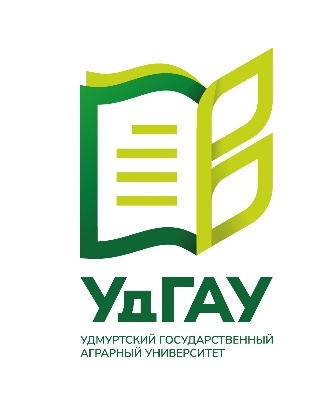 УдГАУ
УДМУРТСКИЙ ГОСУДАРСТВЕННЫЙ
АГРАРНЫЙ УНИВЕРСИТЕТ